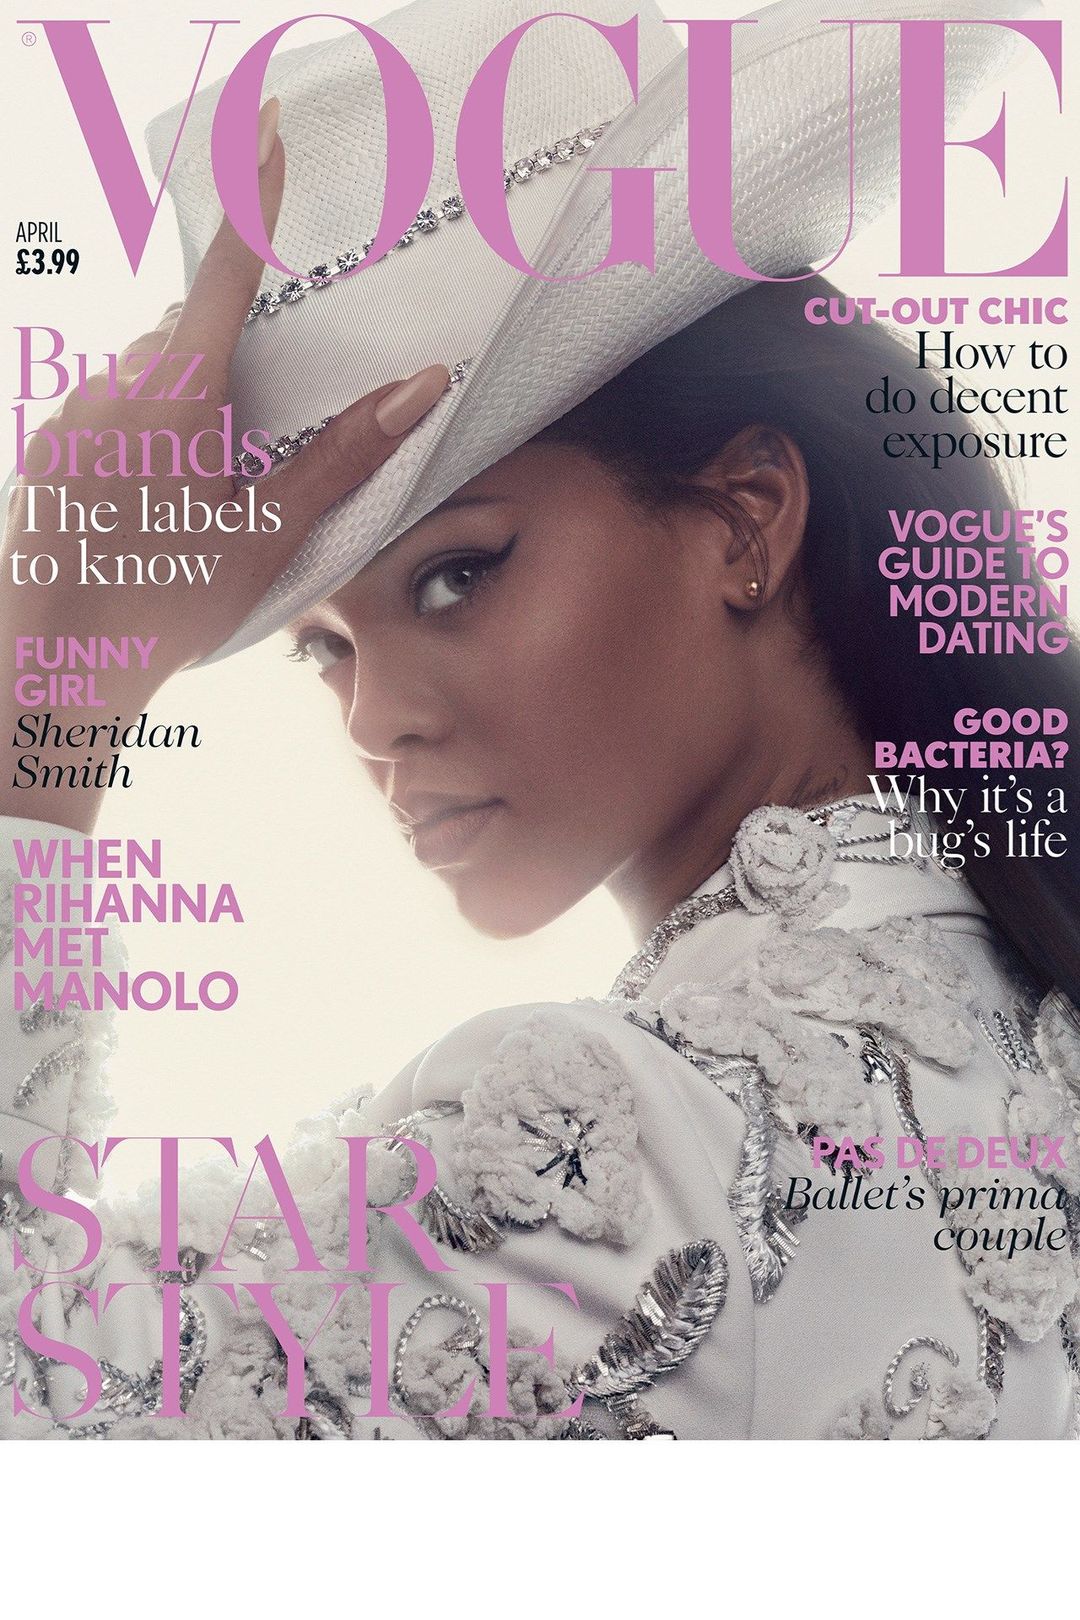 VOGUE
®
APRIL
£3.99
Buzz
brands
The labels
to know
FUNNY
GIRL
Sheridan
Smith
WHEN
RIHANNA
MET
MANOLO
STAR
STYLE
CUT-OUT CHIC
How to
do decent
exposure
VOGUE'S
GUIDE TO
MODERN
DATING
GOOD
BACTERIA?
Why it's a
bug's life
PAS DE DEUX
Ballet's prima
couple